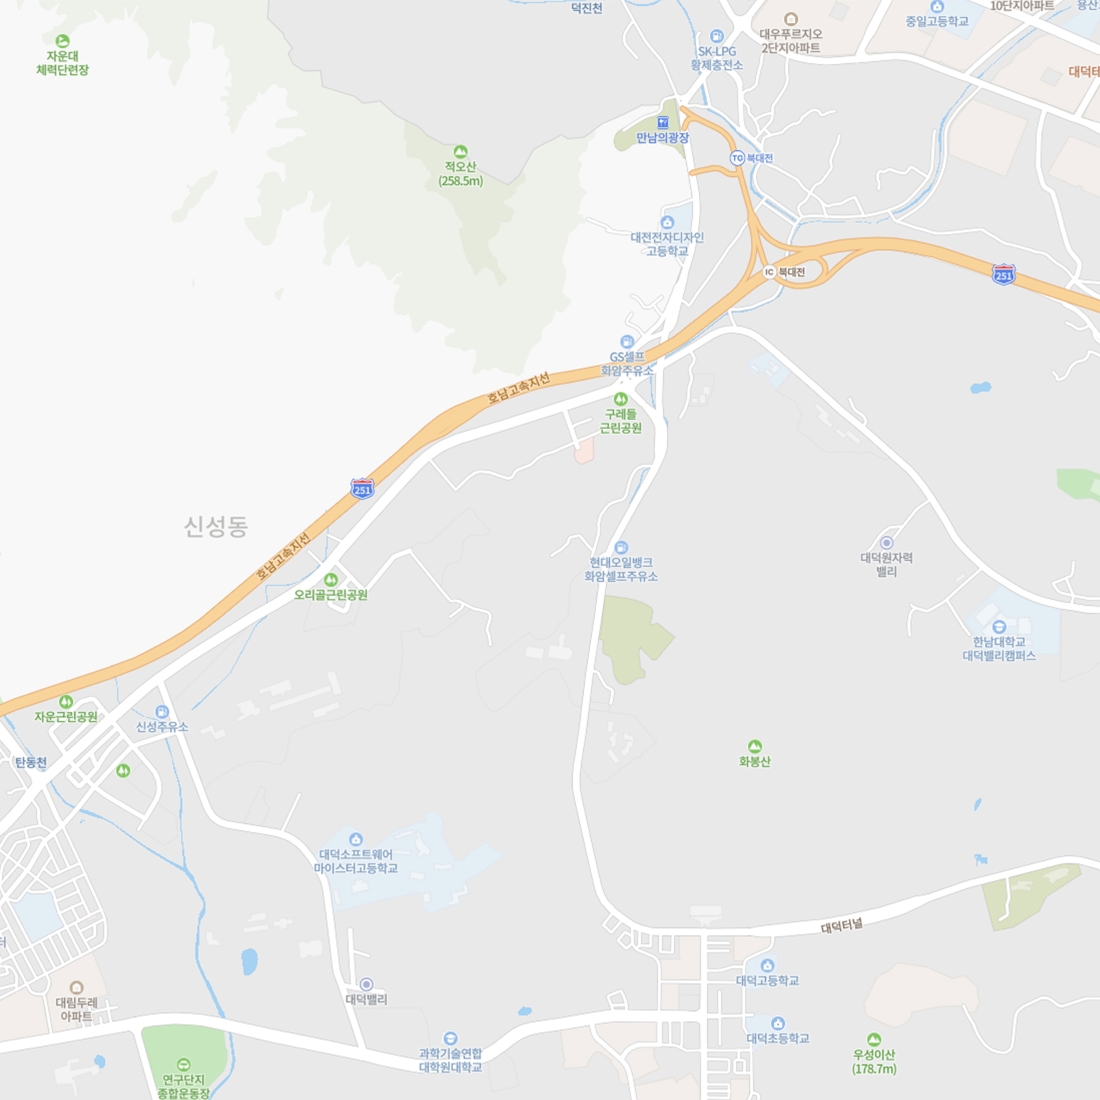 덕진천
자운대
체력단련장
SK-LPG
황제충전소
대우푸르지오
2단지아파트
중일고등학교
10단지아파트
용산고
대덕터
만남의광장
TG 북대전
적오산
(258.5m)
대전전자디자인
고등학교
IC 북대전
251
GS셀프
화암주유소
호남고속지선
구레들
근린공원
251
신성동
호남고속지선
현대오일뱅크
화암셀프주유소
대덕원자력
밸리
오리골근린공원
한남대학교
대덕밸리캠퍼스
자운근린공원
신성주유소
탄동천
화봉산
대덕소프트웨어
마이스터고등학교
대덕터널
터
대덕고등학교
대덕밸리
대림두레
아파트
대덕초등학교
과학기술연합
대학원대학교
우성이산
(178.7m)
연구단지
종합운동장